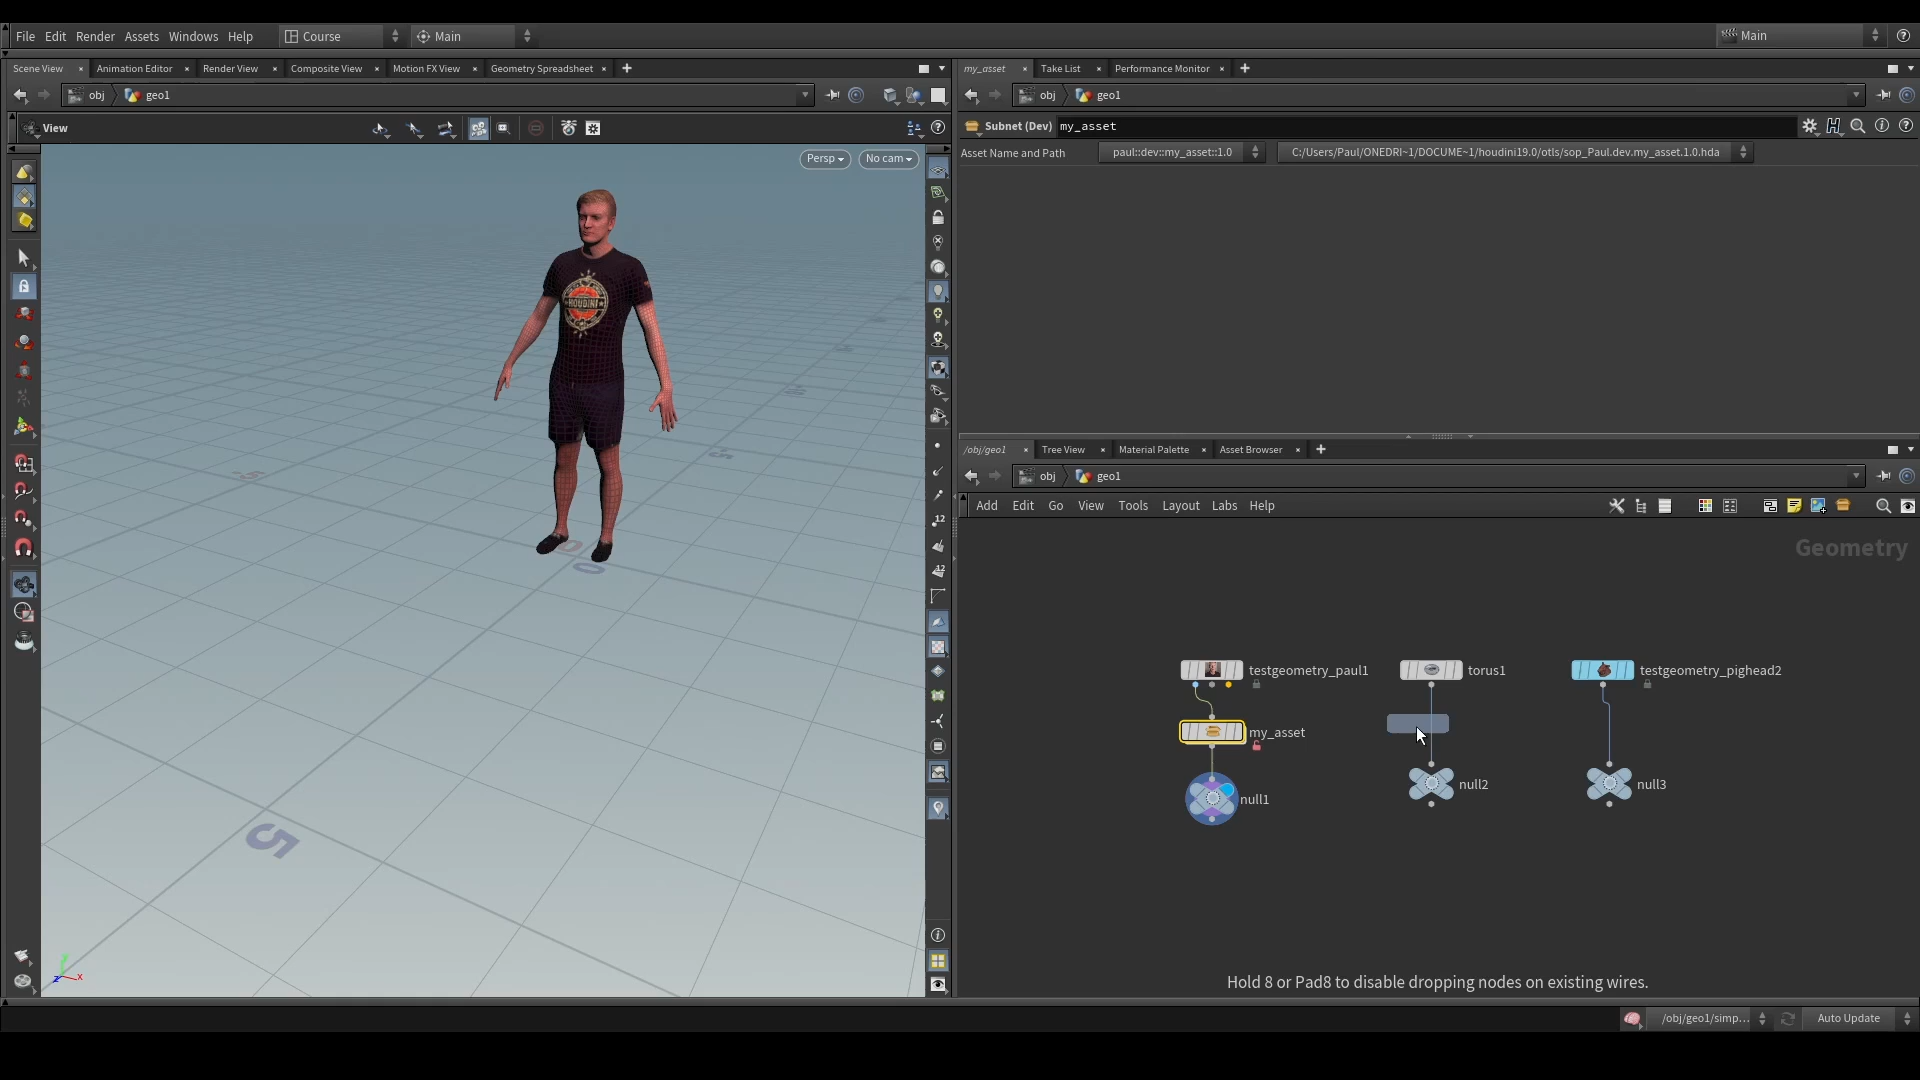 File Edit Render Assets Windows Help Course Main Main
Scene View Animation Editor Render View Composite View Motion FX View Geometry Spreadsheet
my_asset Take List Performance Monitor
obj geo1
obj geo1
View
Subnet (Dev) my_asset
Asset Name and Path paul::dev::my_asset::1.0 C:/Users/Paul/ONEDRI~1/DOCUME~1/houdini19.0/otls/sop_Paul.dev.my_asset.1.0.hda
Persp No cam
HOUDINI
/obj/geo1 Tree View Material Palette Asset Browser
obj geo1
Add Edit Go View Tools Layout Labs Help
Geometry
testgeometry_paul1 torus1 testgeometry_pighead2
my_asset
null1 null2 null3
5
0
12
12
y
z x
Hold 8 or Pad8 to disable dropping nodes on existing wires.
/obj/geo1/simp... Auto Update